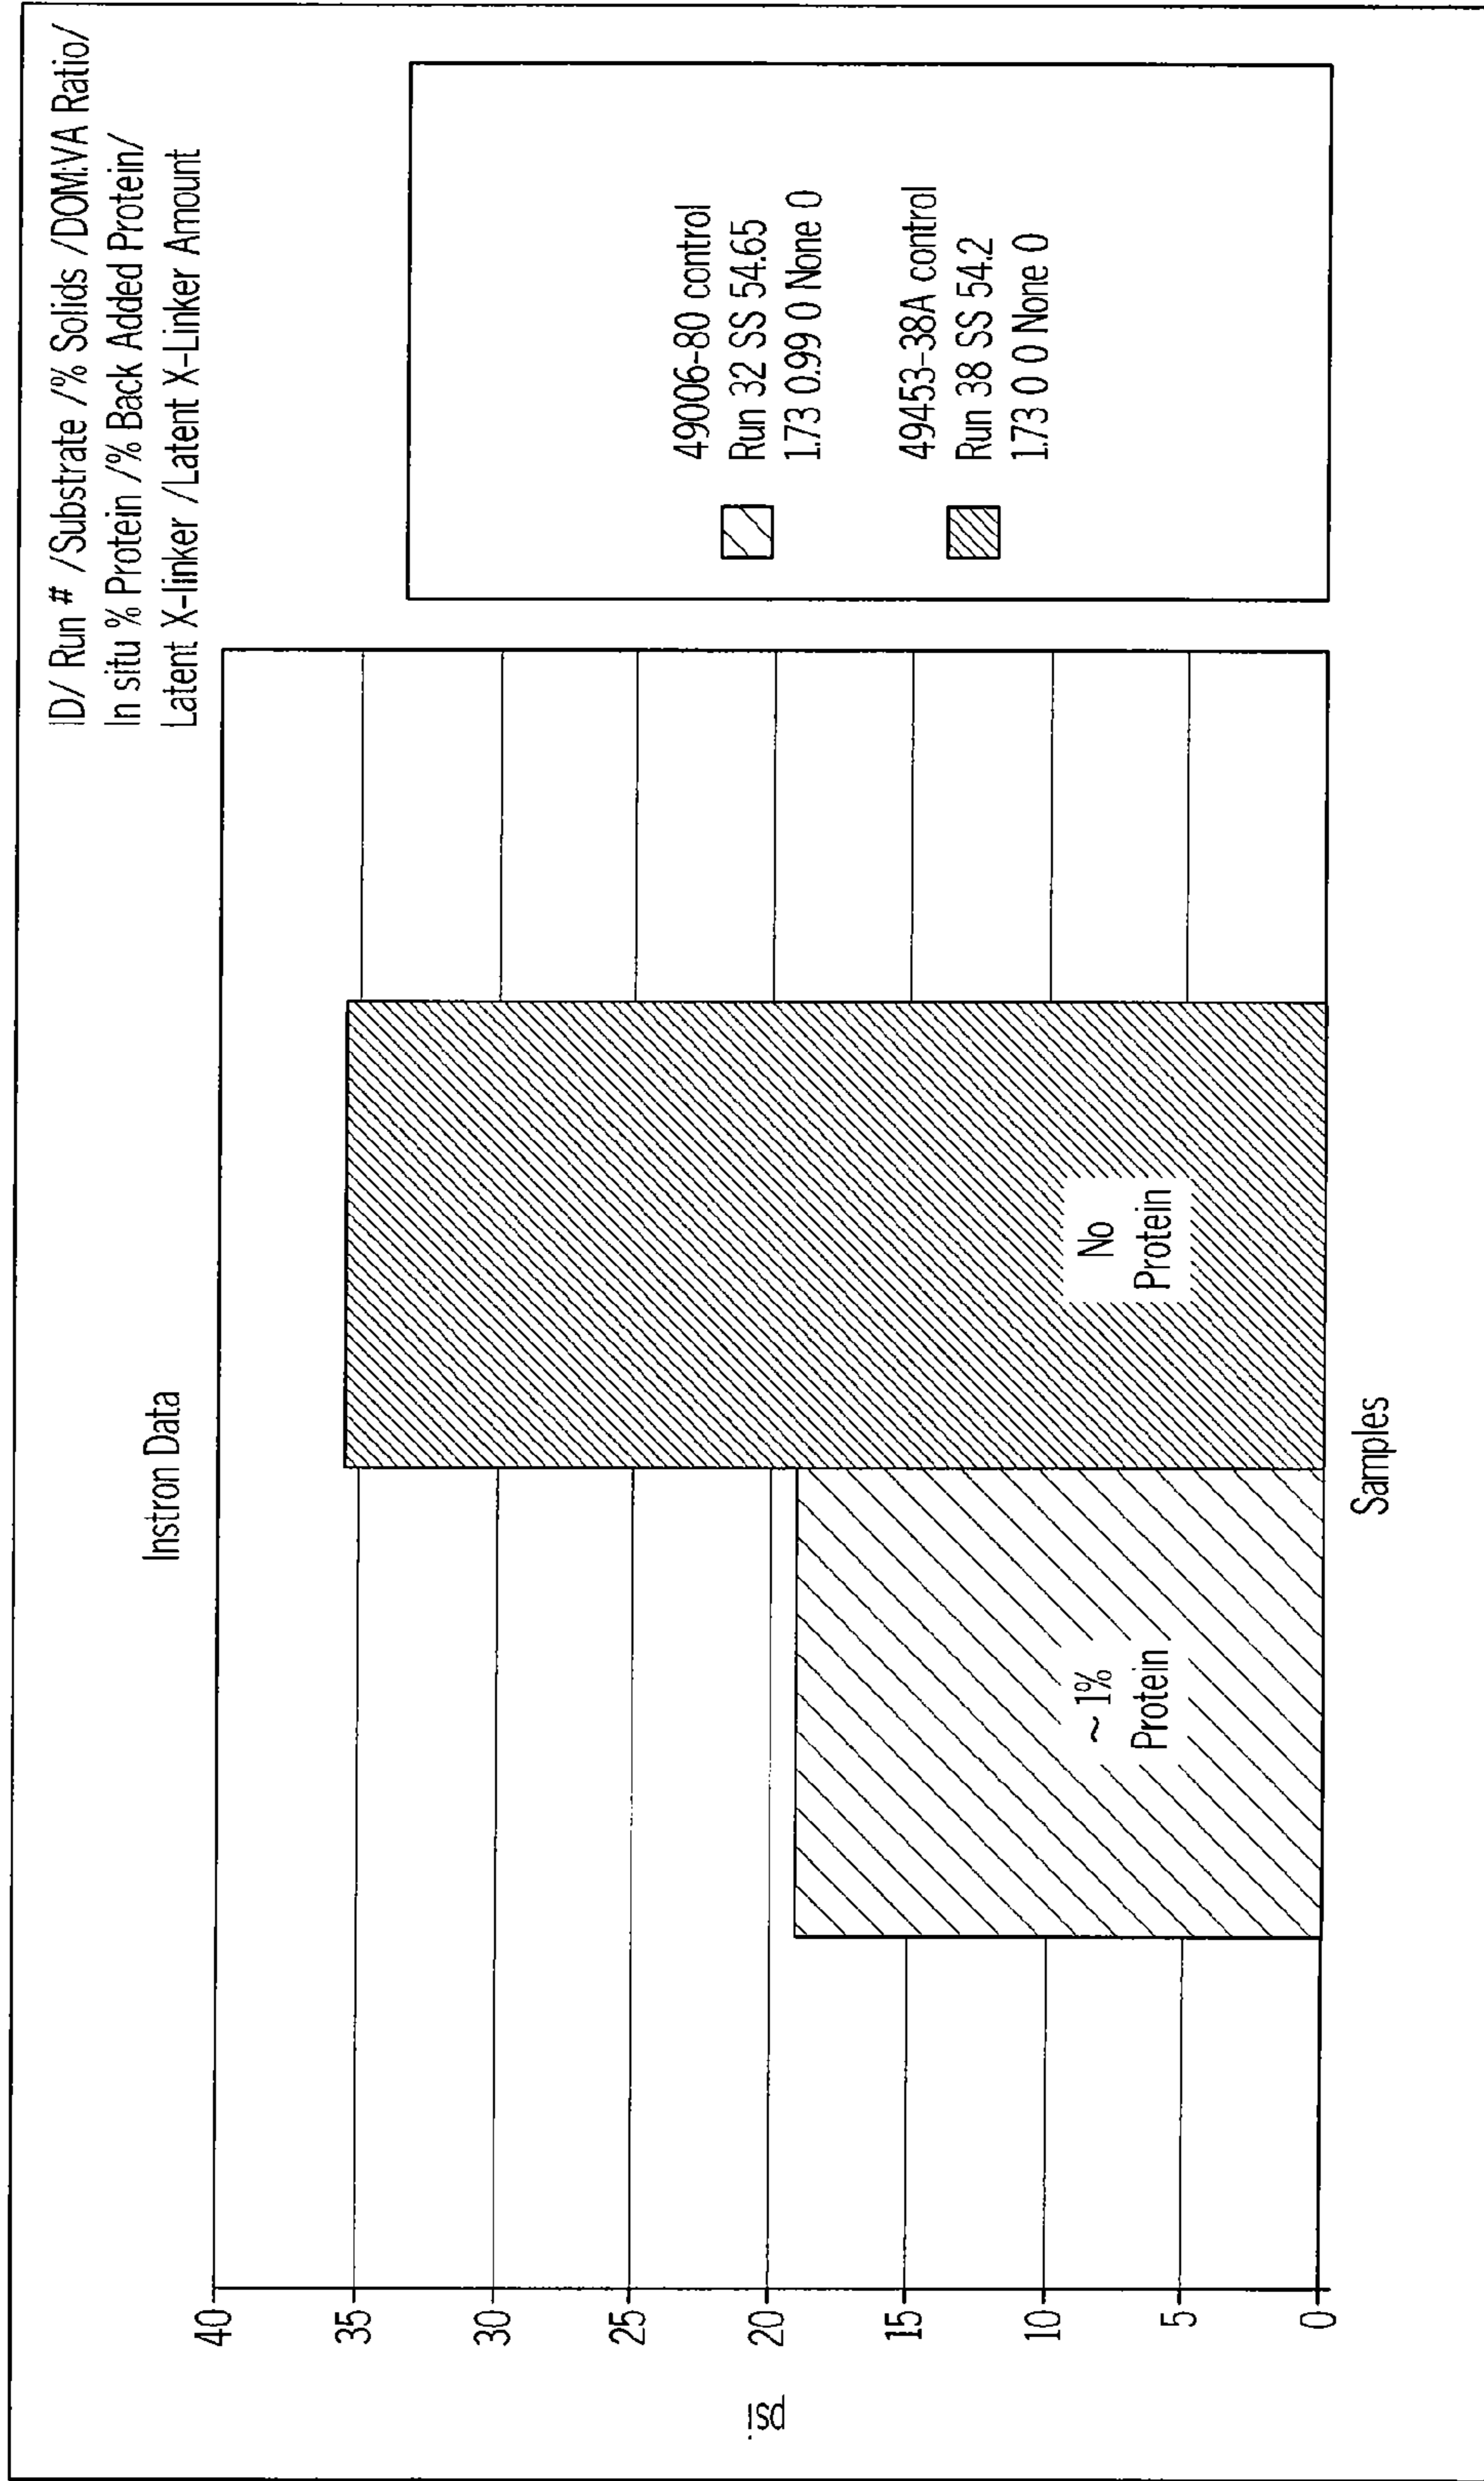 ID/ Run # /Substrate /% Solids /DOM:VA Ratio/
In situ % Protein /% Back Added Protein/
Latent X-linker /Latent X-Linker Amount
Instron Data
psi
40
35
30
25
20
15
10
5
0
~ 1%
Protein
No
Protein
Samples
49006-80 control
Run 32 SS 54.65
1.73 0.99 0 None 0
49453-38A control
Run 38 SS 54.2
1.73 0 0 None 0